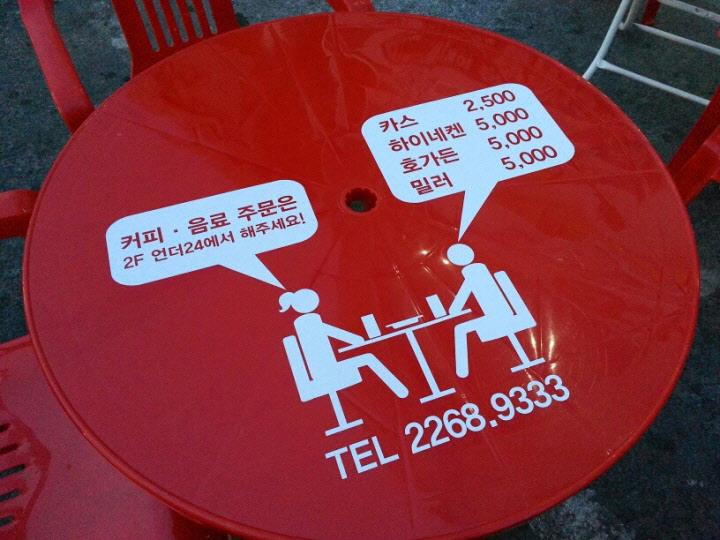 커피 · 음료 주문은
2F 언더24에서 해주세요!
카스 2,500
하이네켄 5,000
호가든 5,000
밀러 5,000
TEL 2268.9333